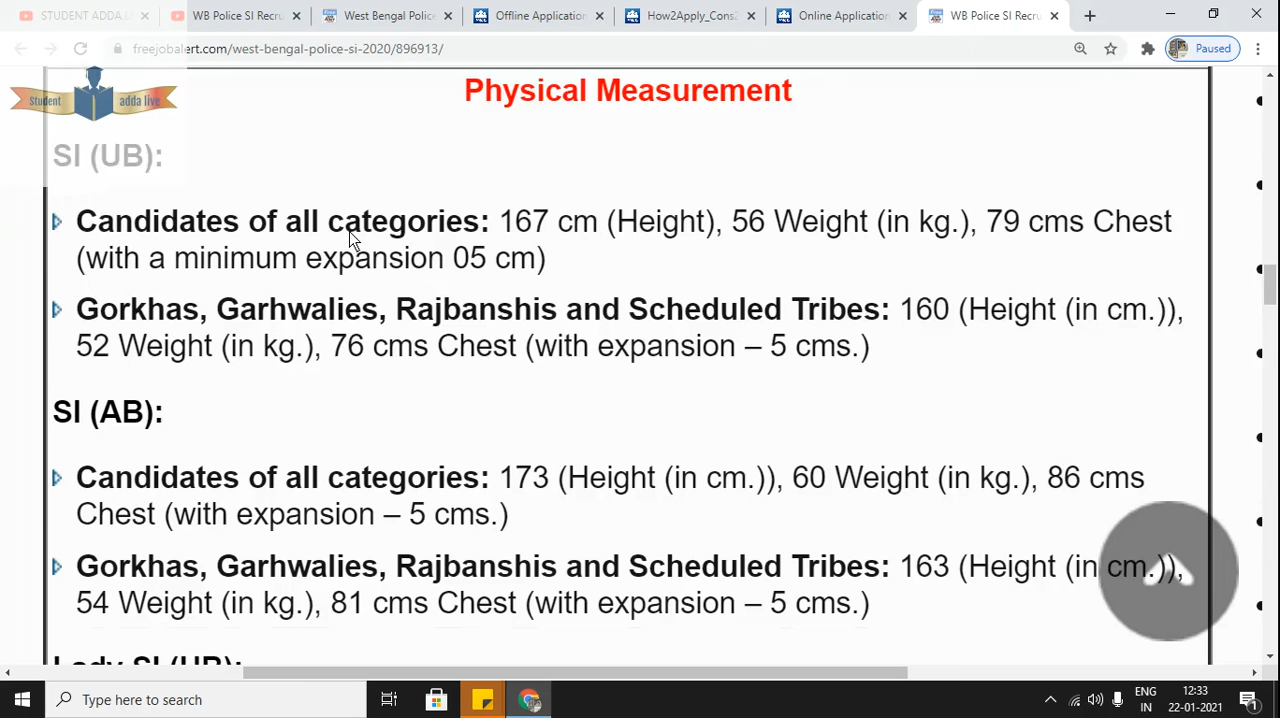 STUDENT ADDA L
WB Police SI Recru
West Bengal Police
Offline Application
How2Apply_Cons
Online Application
WB Police SI Recru
freejobalert.com/west-bengal-police-si-2020/896913/
Paused
Student adda live
Physical Measurement
SI (UB):
Candidates of all categories: 167 cm (Height), 56 Weight (in kg.), 79 cms Chest
(with a minimum expansion 05 cm)
Gorkhas, Garhwalies, Rajbanshis and Scheduled Tribes: 160 (Height (in cm.)),
52 Weight (in kg.), 76 cms Chest (with expansion – 5 cms.)
SI (AB):
Candidates of all categories: 173 (Height (in cm.)), 60 Weight (in kg.), 86 cms
Chest (with expansion – 5 cms.)
Gorkhas, Garhwalies, Rajbanshis and Scheduled Tribes: 163 (Height (in cm.)),
54 Weight (in kg.), 81 cms Chest (with expansion – 5 cms.)
Lady SI (UB):
Type here to search
ENG
IN
12:33
22-01-2021
1